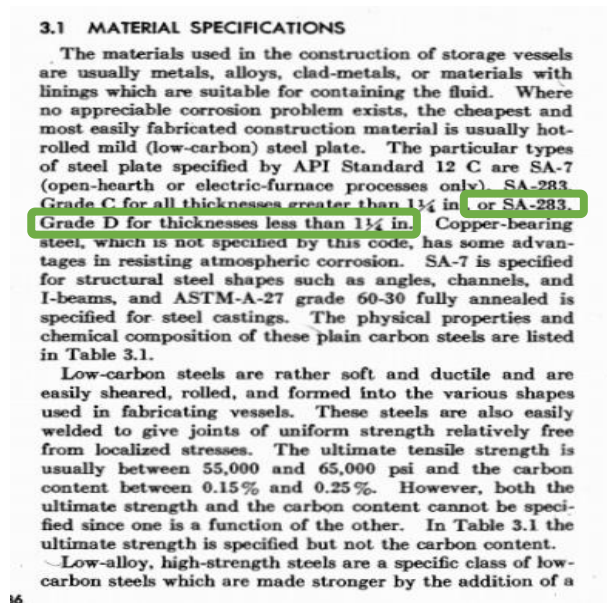 3.1 MATERIAL SPECIFICATIONS
The materials used in the construction of storage vessels
are usually metals, alloys, clad-metals, or materials with
linings which are suitable for containing the fluid. Where
no appreciable corrosion problem exists, the cheapest and
most easily fabricated construction material is usually hot-
rolled mild (low-carbon) steel plate. The particular types
of steel plate specified by API Standard 12 C are SA-7
(open-hearth or electric-furnace processes only), SA-283,
Grade C for all thicknesses greater than 1¼ in. or SA-283,
Grade D for thicknesses less than 1¼ in. Copper-bearing
steel, which is not specified by this code, has some advan-
tages in resisting atmospheric corrosion. SA-7 is specified
for structural steel shapes such as angles, channels, and
I-beams, and ASTM-A-27 grade 60-30 fully annealed is
specified for steel castings. The physical properties and
chemical composition of these plain carbon steels are listed
in Table 3.1.
Low-carbon steels are rather soft and ductile and are
easily sheared, rolled, and formed into the various shapes
used in fabricating vessels. These steels are also easily
welded to give joints of uniform strength relatively free
from localized stresses. The ultimate tensile strength is
usually between 55,000 and 65,000 psi and the carbon
content between 0.15% and 0.25%. However, both the
ultimate strength and the carbon content cannot be speci-
fied since one is a function of the other. In Table 3.1 the
ultimate strength is specified but not the carbon content.
Low-alloy, high-strength steels are a specific class of low-
carbon steels which are made stronger by the addition of a